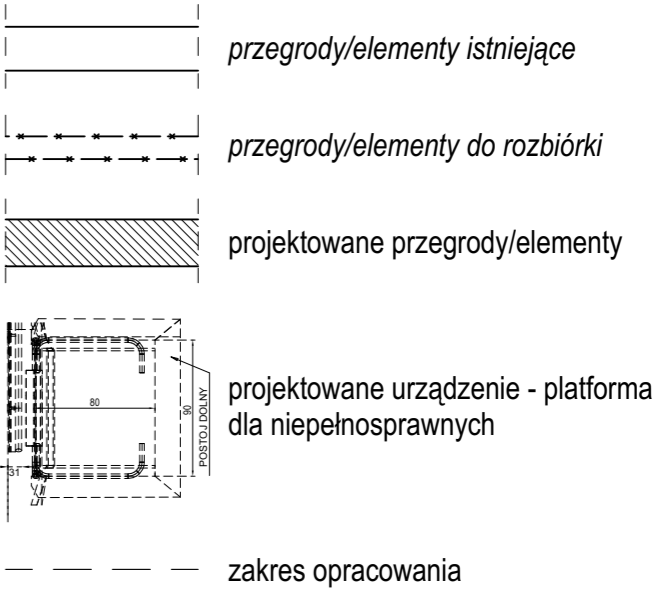 przegrody/elementy istniejące
przegrody/elementy do rozbiórki
projektowane przegrody/elementy
80
90
POSTOJ DOLNY
31
projektowane urządzenie - platforma
dla niepełnosprawnych
zakres opracowania